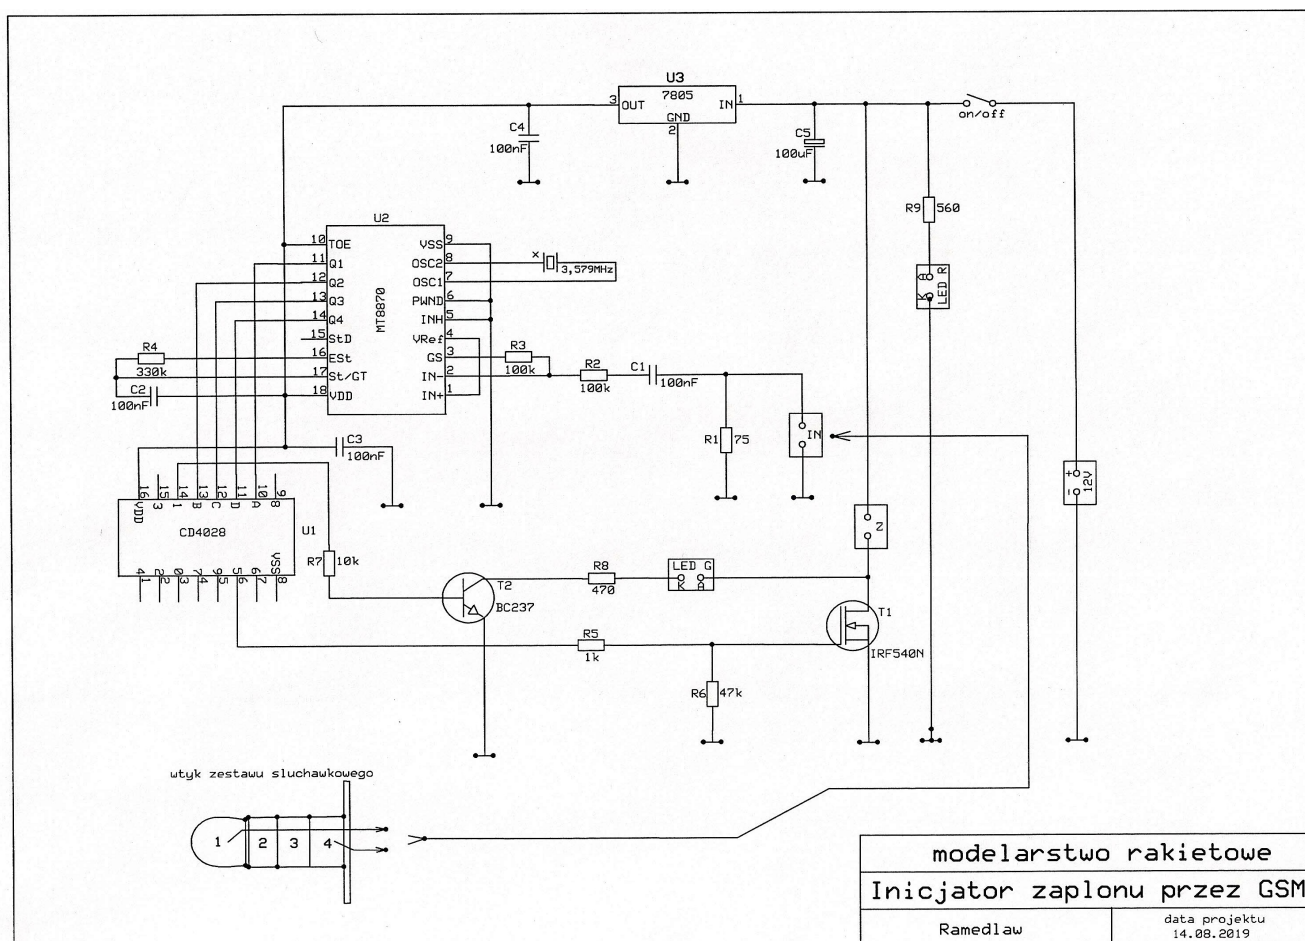 U3
7805
3 OUT IN 1
GND
2
C4
100nF
C5
100uF
on/off
R9 560
LED R
A
K
U2
MT8870
10 TOE
11 Q1
12 Q2
13 Q3
14 Q4
15 StD
16 ESt
17 St/GT
18 VDD
VSS 9
OSC2 8
OSC1 7
PWND 6
INH 5
VRef 4
GS 3
IN- 2
IN+ 1
x
3,579MHz
R4
330k
C2
100nF
R3
100k
R2
100k
C1
100nF
R1 75
IN
C3
100nF
+
-
12V
Z
16 15 14 13 12 11 10 9
VDD 3 1 B C D A 8
CD4028
U1
4 2 0 7 9 5 6 VSS
1 2 3 4 5 6 7 8
R7 10k
T2
BC237
R8
470
LED G
K A
T1
IRF540N
R5
1k
R6 47k
wtyk zestawu sluchawkowego
1 2 3 4
modelarstwo rakietowe
Inicjator zaplonu przez GSM
Ramedlaw
data projektu
14.08.2019